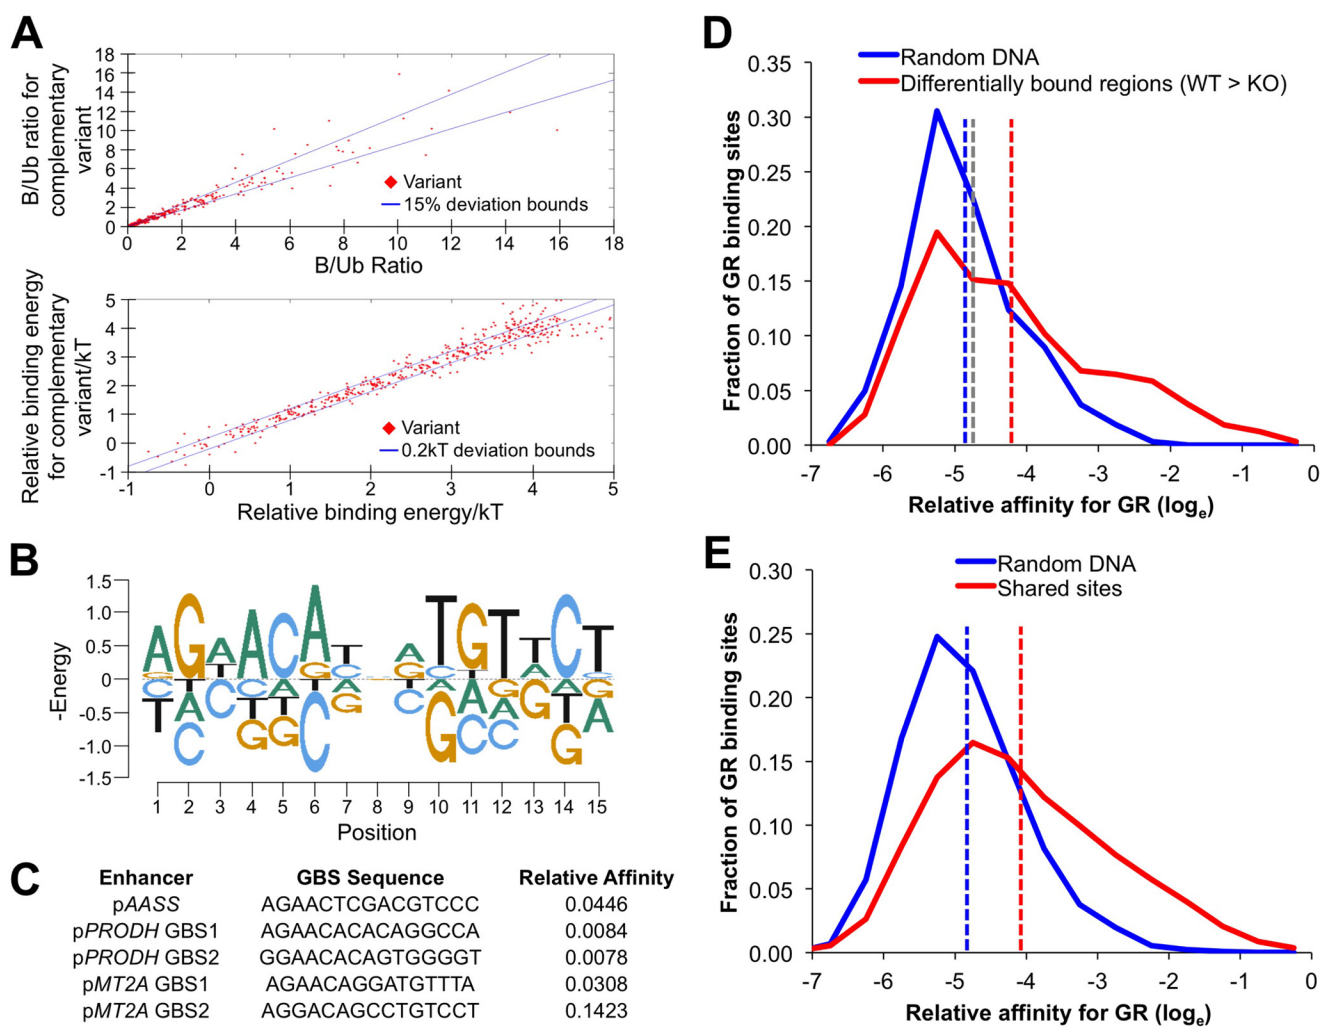 A
B/Ub ratio for
complementary
variant
18
16
14
12
10
8
6
4
2
0
Variant
15% deviation bounds
0 2 4 6 8 10 12 14 16 18
B/Ub Ratio
Relative binding energy
for complementary
variant/kT
5
4
3
2
1
0
-1
Variant
0.2kT deviation bounds
-1 0 1 2 3 4 5
Relative binding energy/kT
B
-Energy
1.5
1.0
0.5
0
-0.5
-1.0
-1.5
1 2 3 4 5 6 7 8 9 10 11 12 13 14 15
Position
C
Enhancer GBS Sequence Relative Affinity
pAASS AGAACTCGACGTCCC 0.0446
pPRODH GBS1 AGAACACACAGGCCA 0.0084
pPRODH GBS2 GGAACACAGTGGGGT 0.0078
pMT2A GBS1 AGAACAGGATGTTTA 0.0308
pMT2A GBS2 AGGACAGCCTGTCCT 0.1423
D
Random DNA
Differentially bound regions (WT > KO)
Fraction of GR binding sites
0.35
0.30
0.25
0.20
0.15
0.10
0.05
0.00
-7 -6 -5 -4 -3 -2 -1 0
Relative affinity for GR (loge)
E
Random DNA
Shared sites
Fraction of GR binding sites
0.30
0.25
0.20
0.15
0.10
0.05
0.00
-7 -6 -5 -4 -3 -2 -1 0
Relative affinity for GR (loge)